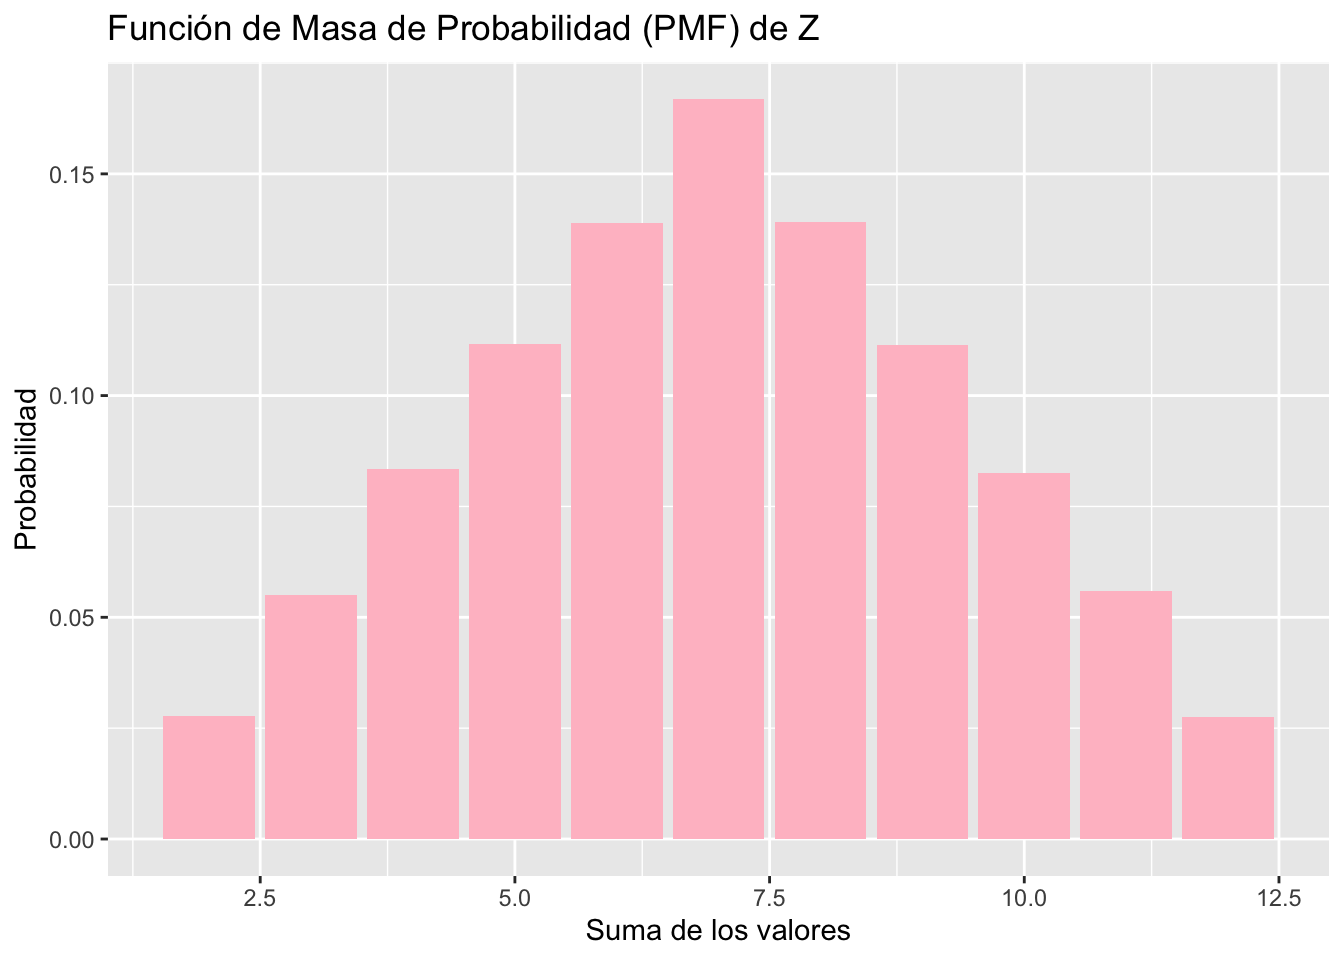 Función de Masa de Probabilidad (PMF) de Z
Probabilidad
0.15
0.10
0.05
0.00
2.5 5.0 7.5 10.0 12.5
Suma de los valores